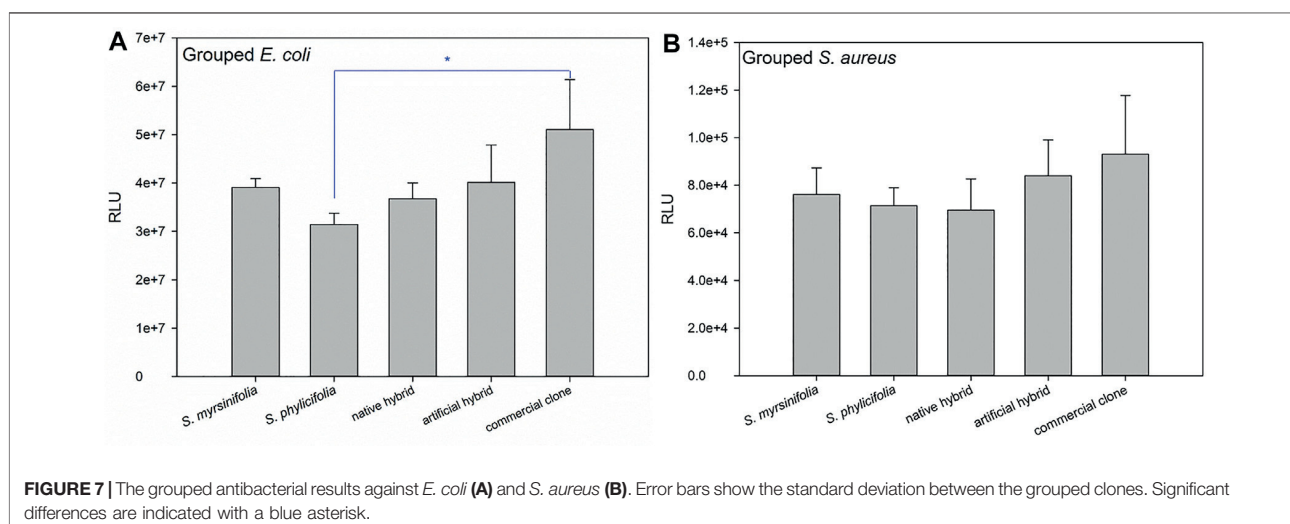 A
Grouped E. coli
*
7e+7
6e+7
5e+7
4e+7
3e+7
2e+7
1e+7
0
RLU
S. myrsinifolia
S. phylicifolia
native hybrid
artificial hybrid
commercial clone
B
Grouped S. aureus
1.4e+5
1.2e+5
1.0e+5
8.0e+4
6.0e+4
4.0e+4
2.0e+4
0.0
RLU
S. myrsinifolia
S. phylicifolia
native hybrid
artificial hybrid
commercial clone
FIGURE 7 | The grouped antibacterial results against E. coli (A) and S. aureus (B). Error bars show the standard deviation between the grouped clones. Significant
differences are indicated with a blue asterisk.